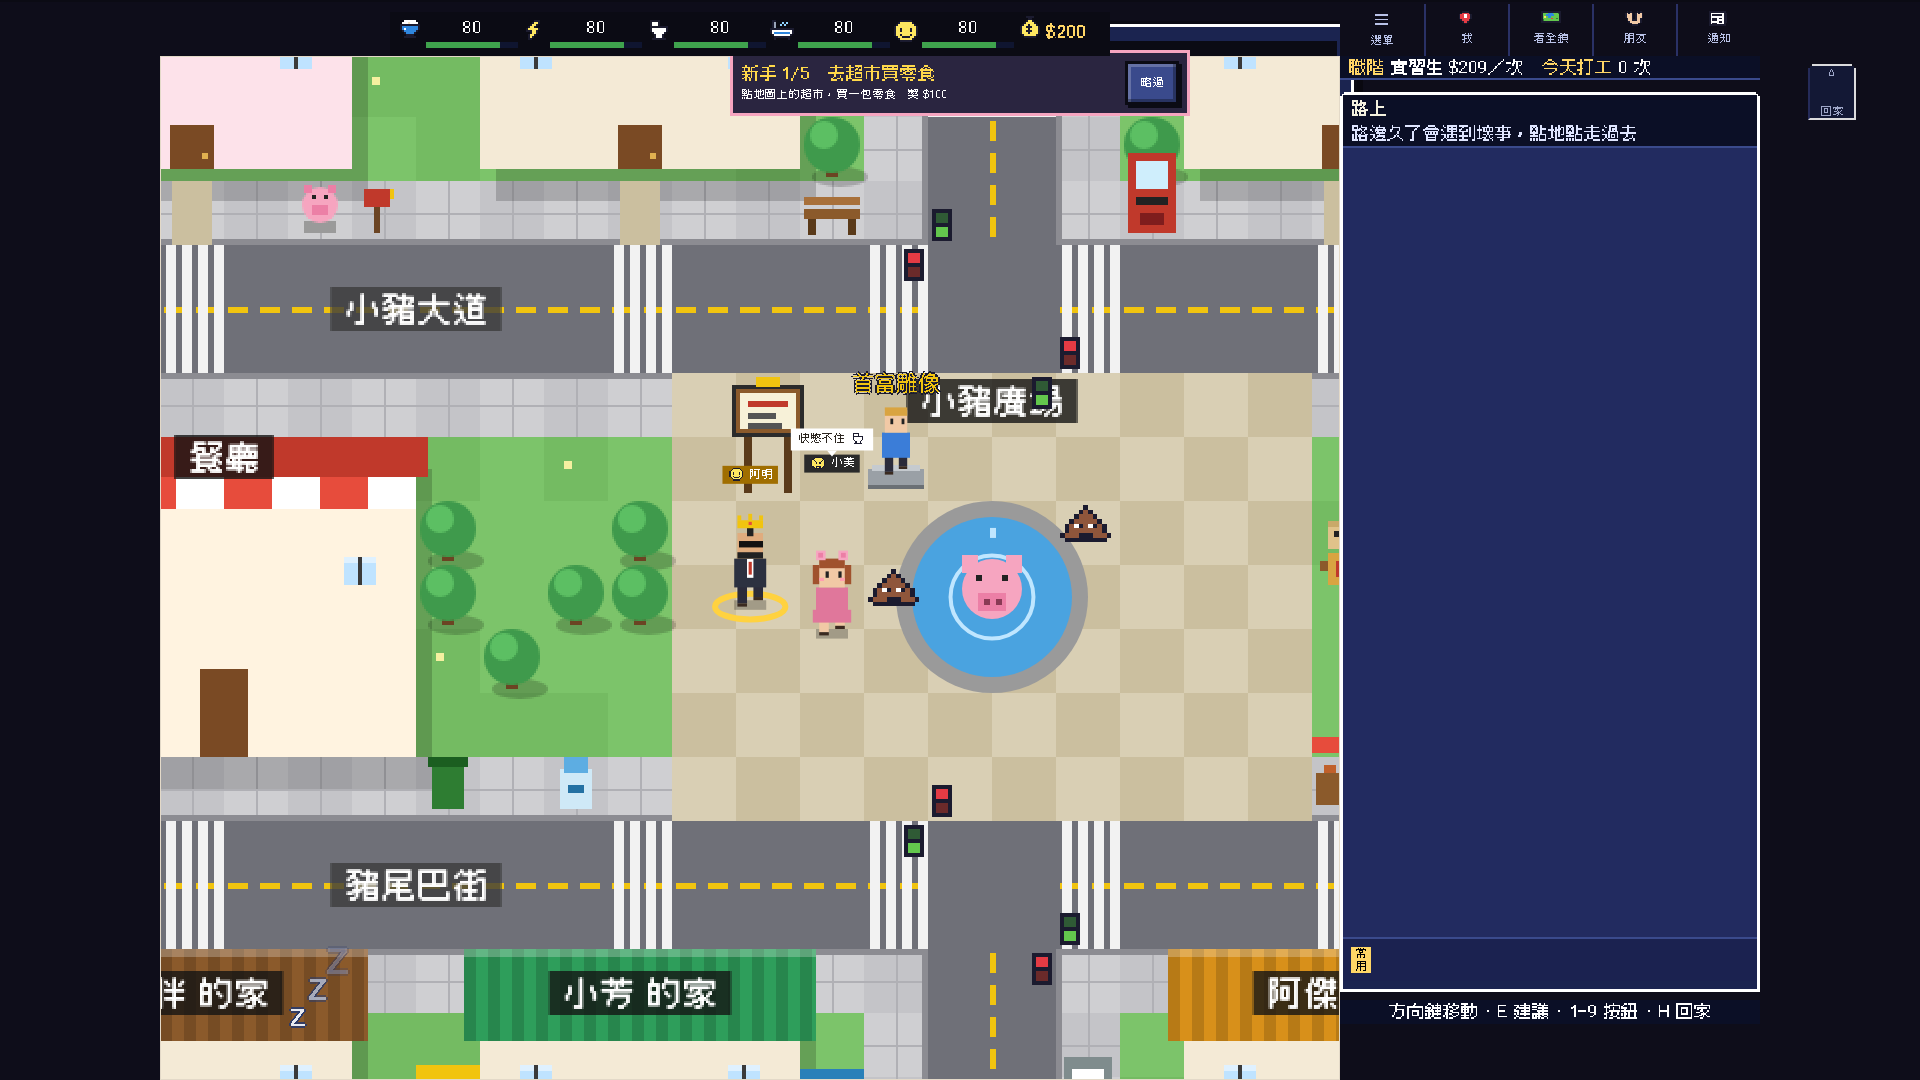 80
80
80
80
80
$200
選單
我
看全鎮
朋友
通知
新手 1/5 去超市買零食
點地圖上的超市，買一包零食 獎 $100
略過
職階 實習生 $209／次 今天打工 0 次
路上
路邊久了會遇到壞事，點地點走過去
回家
小豬大道
首富雕像
小豬廣場
餐廳
快憋不住
阿明
小美
豬尾巴街
Z
Z
Z
胖 的家
小芳 的家
阿傑
常用
方向鍵移動 · E 建議 · 1-9 按鈕 · H 回家